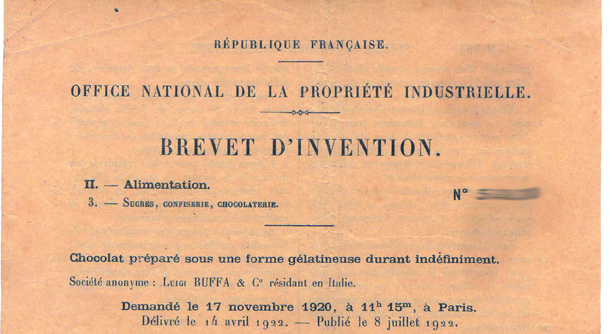 RÉPUBLIQUE FRANÇAISE.
OFFICE NATIONAL DE LA PROPRIÉTÉ INDUSTRIELLE.
BREVET D'INVENTION.
II. — Alimentation.
3. — SUCRES, CONFISERIE, CHOCOLATERIE.
N°
Chocolat préparé sous une forme gélatineuse durant indéfiniment.
Société anonyme : LUIGI BUFFA & Cº résidant en Italie.
Demandé le 17 novembre 1920, à 11ʰ 15ᵐ, à Paris.
Délivré le 14 avril 1922. — Publié le 8 juillet 1922.